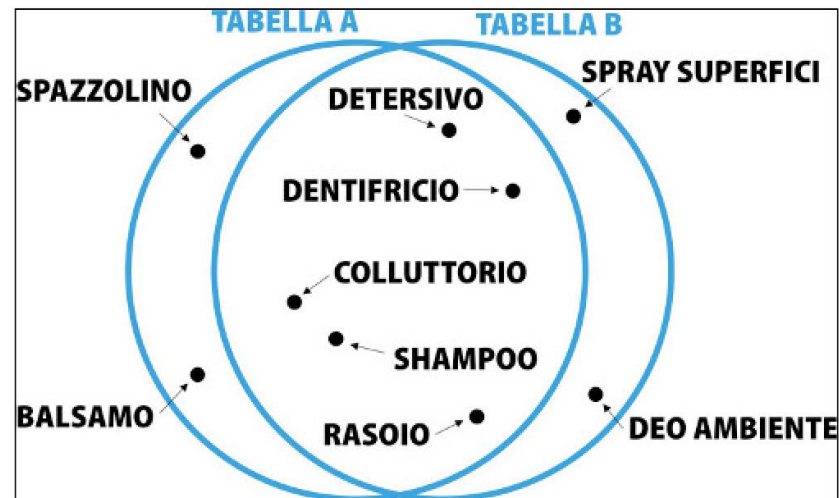 TABELLA A
TABELLA B
SPAZZOLINO
DETERSIVO
SPRAY SUPERFICI
DENTIFRICIO
COLLUTTORIO
SHAMPOO
BALSAMO
RASOIO
DEO AMBIENTE